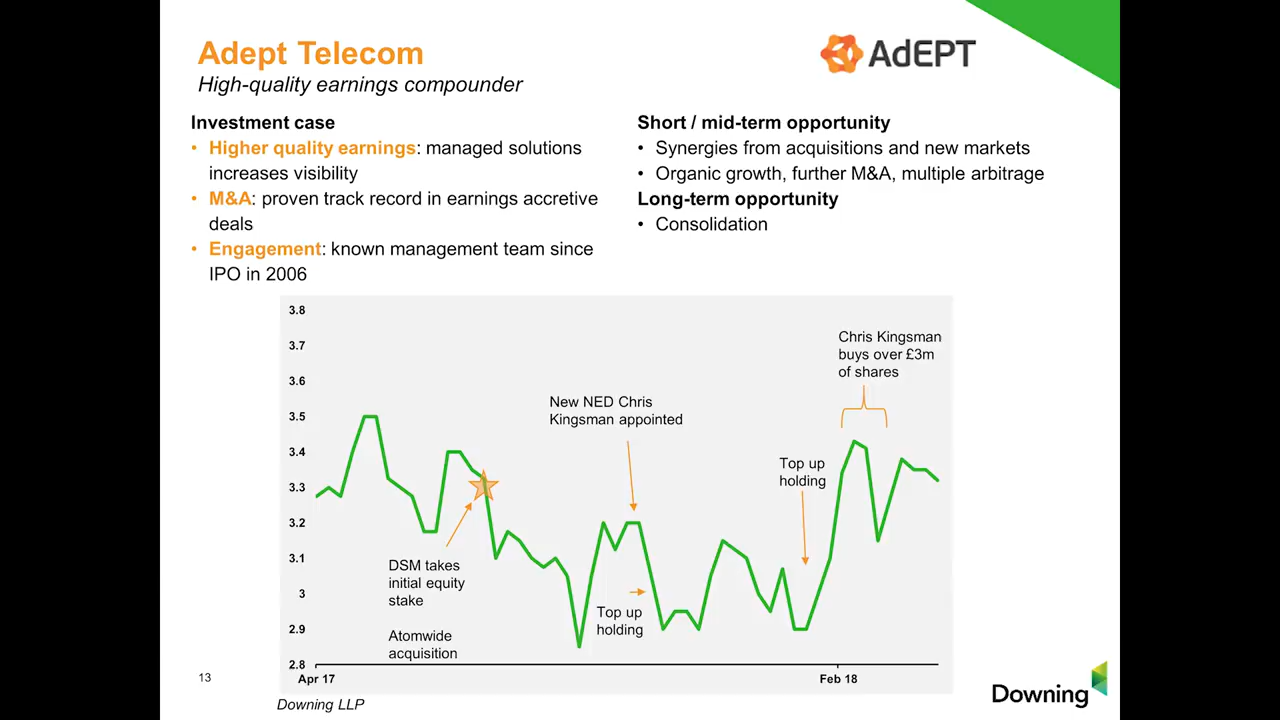 Adept Telecom
High-quality earnings compounder
AdEPT
Investment case
• Higher quality earnings: managed solutions
increases visibility
• M&A: proven track record in earnings accretive
deals
• Engagement: known management team since
IPO in 2006
Short / mid-term opportunity
• Synergies from acquisitions and new markets
• Organic growth, further M&A, multiple arbitrage
Long-term opportunity
• Consolidation
3.8
3.7
3.6
3.5
3.4
3.3
3.2
3.1
3
2.9
2.8
DSM takes
initial equity
stake
Atomwide
acquisition
New NED Chris
Kingsman appointed
Top up
holding
Top up
holding
Chris Kingsman
buys over £3m
of shares
Apr 17
Feb 18
13
Downing LLP
Downing